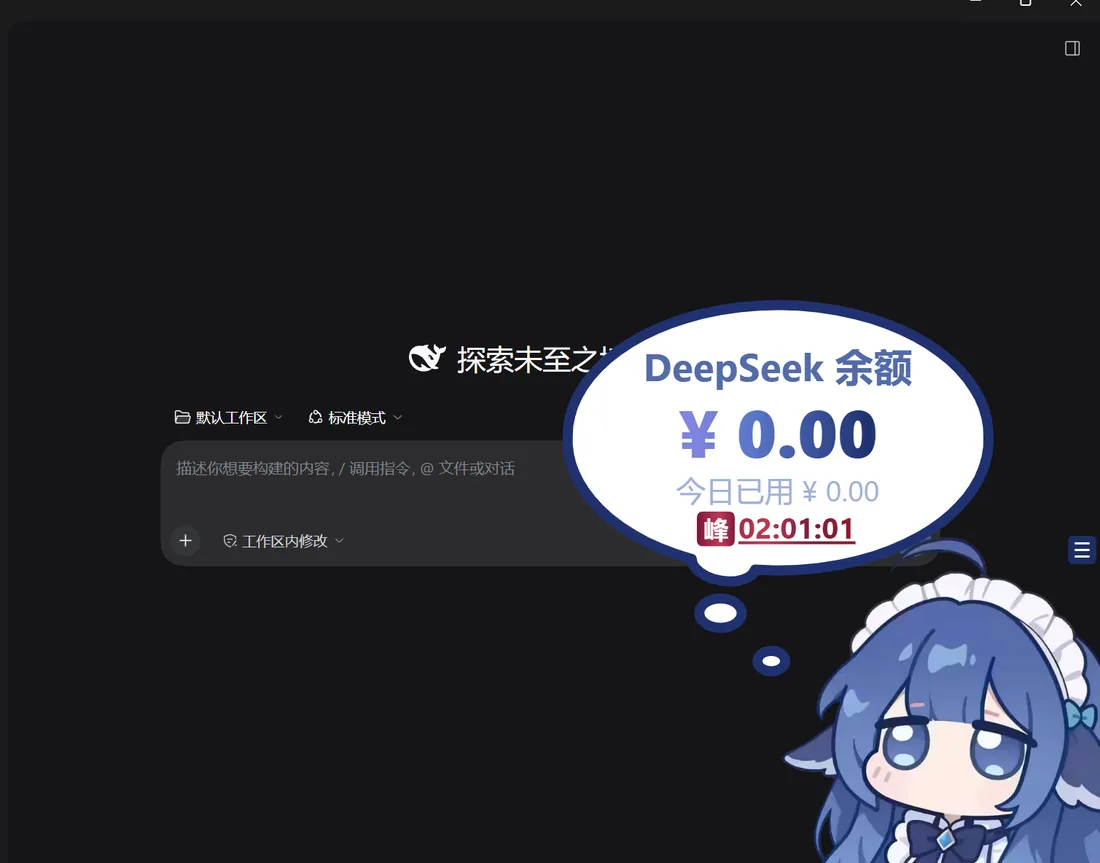 探索未至之
DeepSeek 余额
¥ 0.00
今日已用 ¥ 0.00
峰 02:01:01
默认工作区 标准模式
描述你想要构建的内容, / 调用指令, @ 文件或对话
工作区内修改